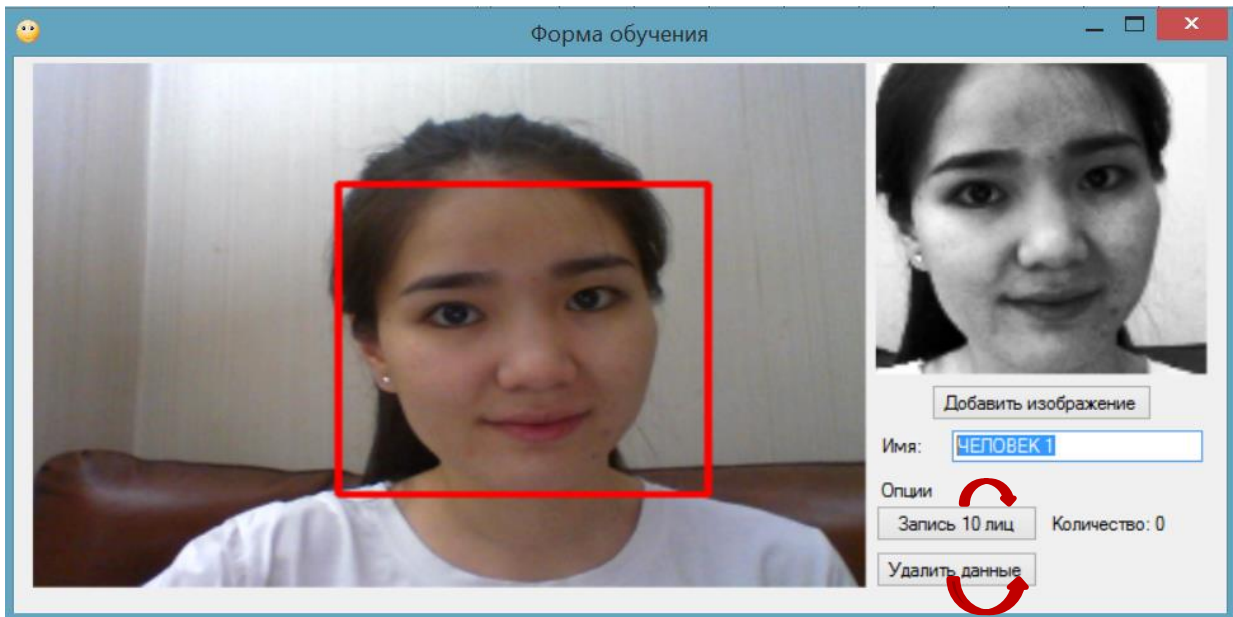 Форма обучения
Добавить изображение
Имя: ЧЕЛОВЕК 1
Опции
Запись 10 лиц Количество: 0
Удалить данные